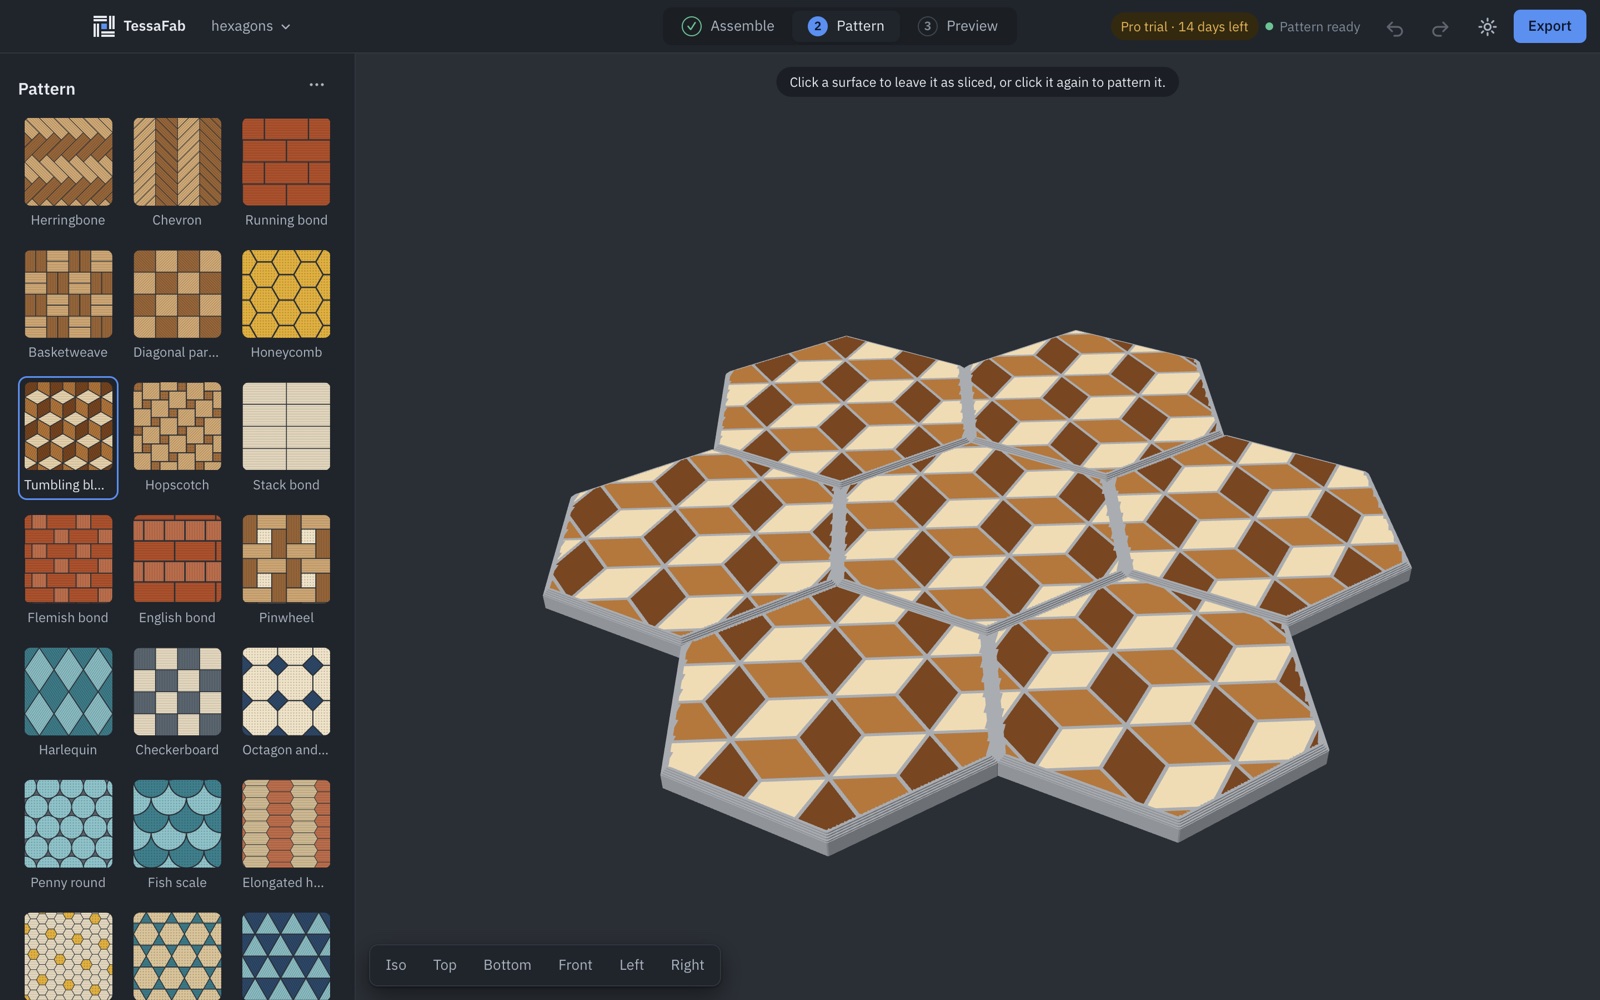 TessaFab
hexagons
Assemble
2 Pattern
3 Preview
Pro trial · 14 days left
Pattern ready
Export
Pattern
Click a surface to leave it as sliced, or click it again to pattern it.
Herringbone
Chevron
Running bond
Basketweave
Diagonal par...
Honeycomb
Tumbling bl...
Hopscotch
Stack bond
Flemish bond
English bond
Pinwheel
Harlequin
Checkerboard
Octagon and...
Penny round
Fish scale
Elongated h...
Iso
Top
Bottom
Front
Left
Right